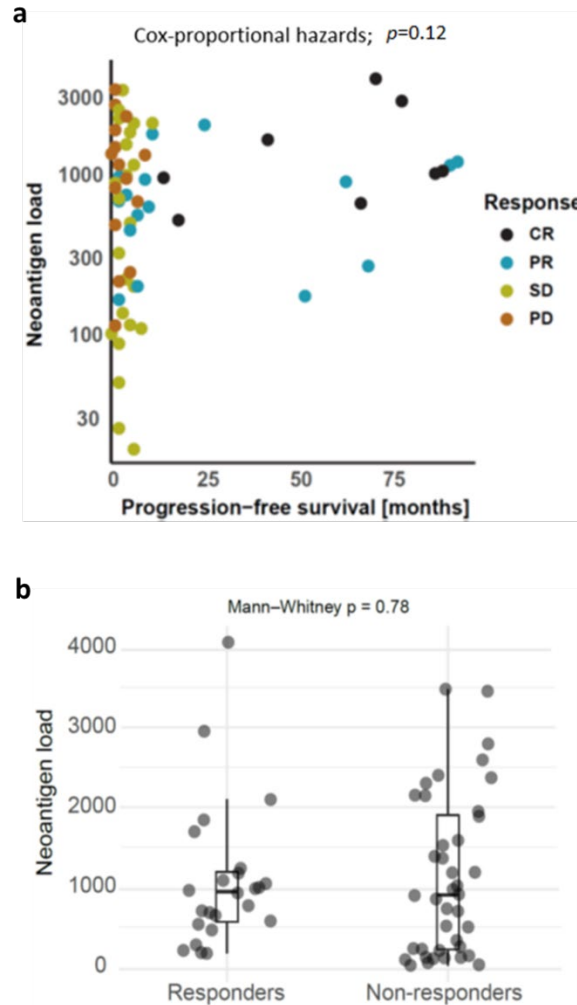 a
Cox-proportional hazards; p=0.12
Neoantigen load
3000
1000
300
100
30
0 25 50 75
Progression−free survival [months]
Response
CR
PR
SD
PD
b
Mann−Whitney p = 0.78
Neoantigen load
4000
3000
2000
1000
0
Responders Non-responders